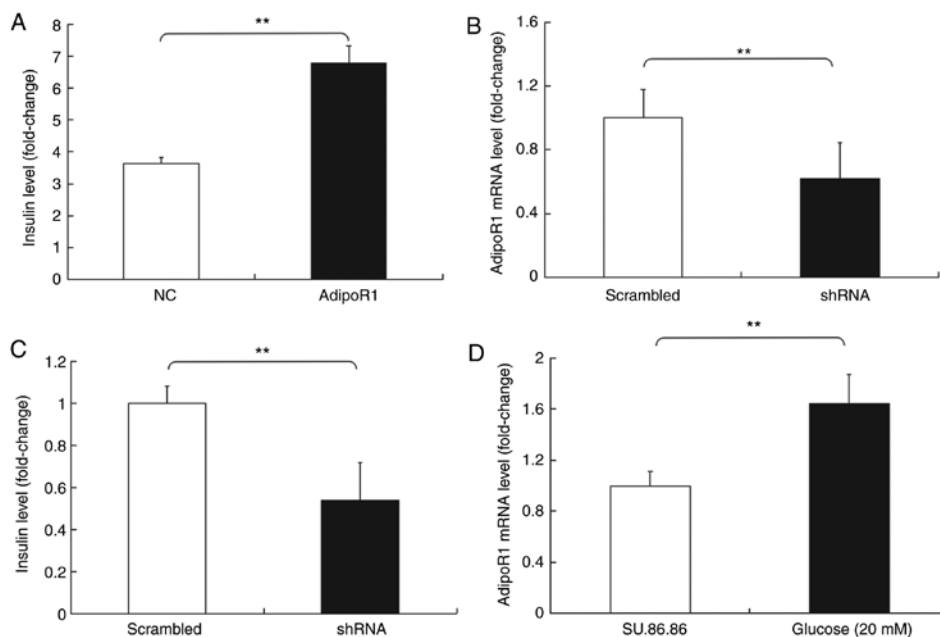 A
**
Insulin level (fold-change)
8
7
6
5
4
3
2
1
0
NC
AdipoR1
B
**
AdipoR1 mRNA level (fold-change)
1.6
1.2
0.8
0.4
0
Scrambled
shRNA
C
**
Insulin level (fold-change)
1.2
1
0.8
0.6
0.4
0.2
0
Scrambled
shRNA
D
**
AdipoR1 mRNA level (fold-change)
2
1.6
1.2
0.8
0.4
0
SU.86.86
Glucose (20 mM)